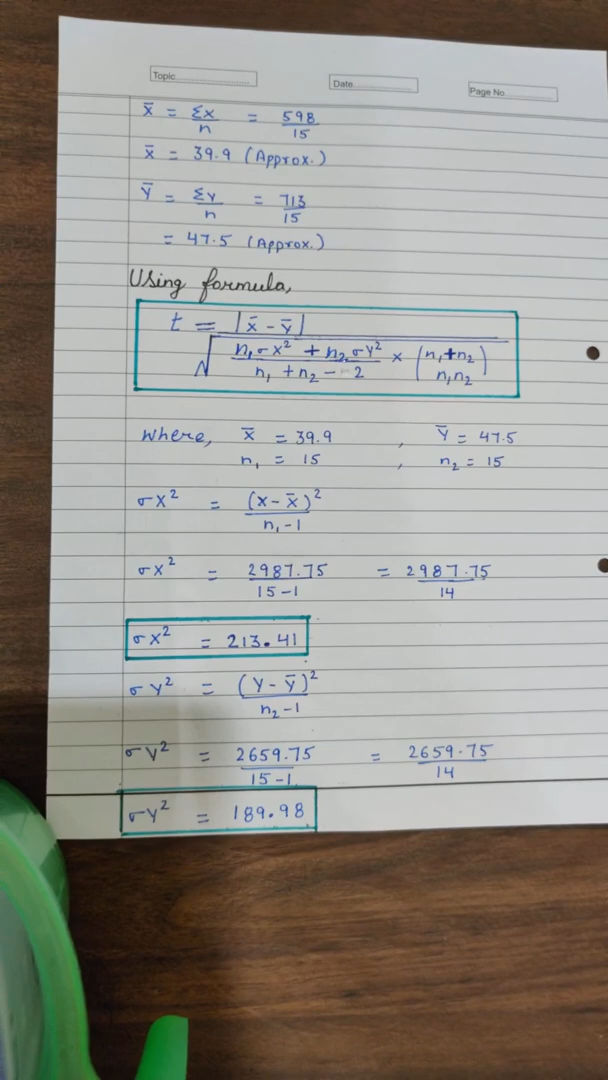 Topic............................
Date......................
Page No..................
x̄ = Σx/n = 598/15
x̄ = 39.9 (Approx.)
Ȳ = Σy/n = 713/15
= 47.5 (Approx.)
Using formula,
t = |x̄ - ȳ| / √(n₁σx² + n₂σy² / n₁ + n₂ - 2 × (n₁+n₂ / n₁n₂))
where, x̄ = 39.9 , Ȳ = 47.5
n₁ = 15 , n₂ = 15
σx² = (x-x̄)² / n₁-1
σx² = 2987.75 / 15-1 = 2987.75 / 14
σx² = 213.41
σy² = (Y-Ȳ)² / n₂-1
σy² = 2659.75 / 15-1 = 2659.75 / 14
σy² = 189.98